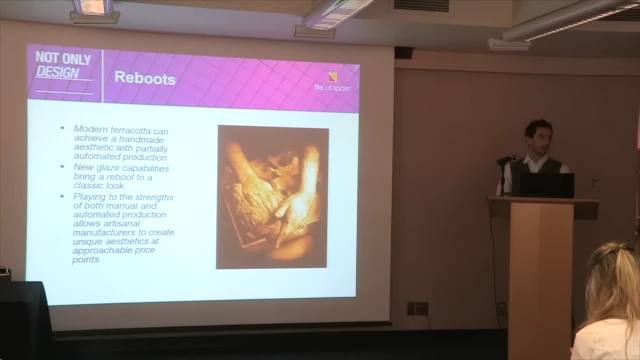 NOT ONLY
DESIGN
Reboots
tile of spain
Modern terracotta can
achieve a handmade
aesthetic with partially
automated production
New glaze capabilities
bring a reboot to a
classic look
Playing to the strengths
of both manual and
automated production
allows artisanal
manufacturers to create
unique aesthetics at
approachable price
points